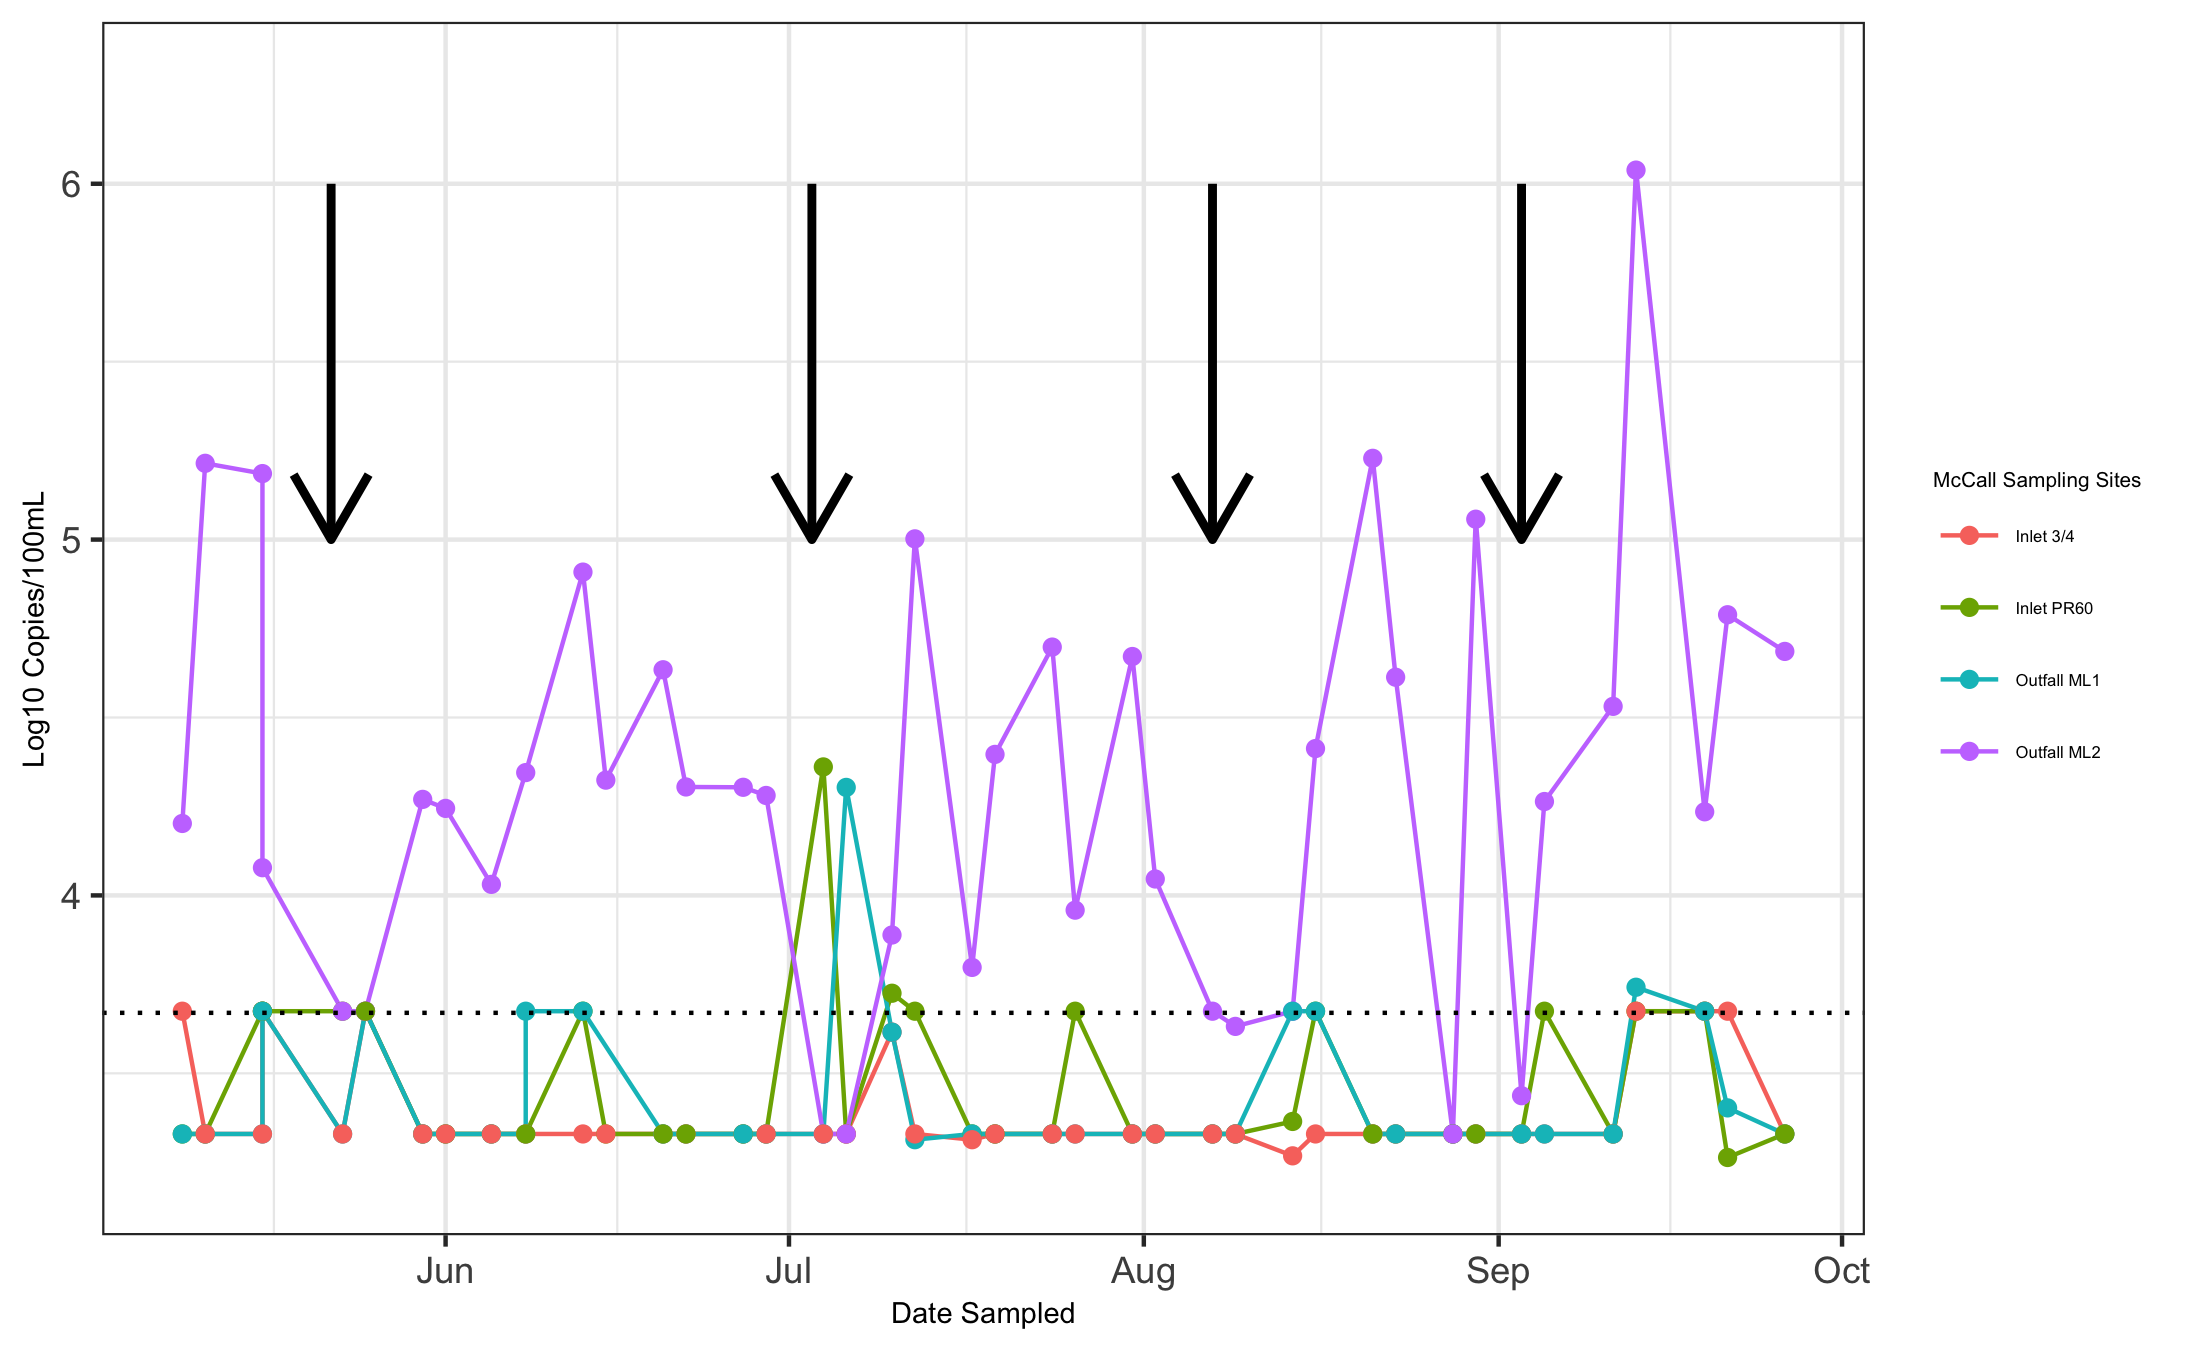 6
5
4
Log10 Copies/100mL
Jun
Jul
Aug
Sep
Oct
Date Sampled
McCall Sampling Sites
Inlet 3/4
Inlet PR60
Outfall ML1
Outfall ML2